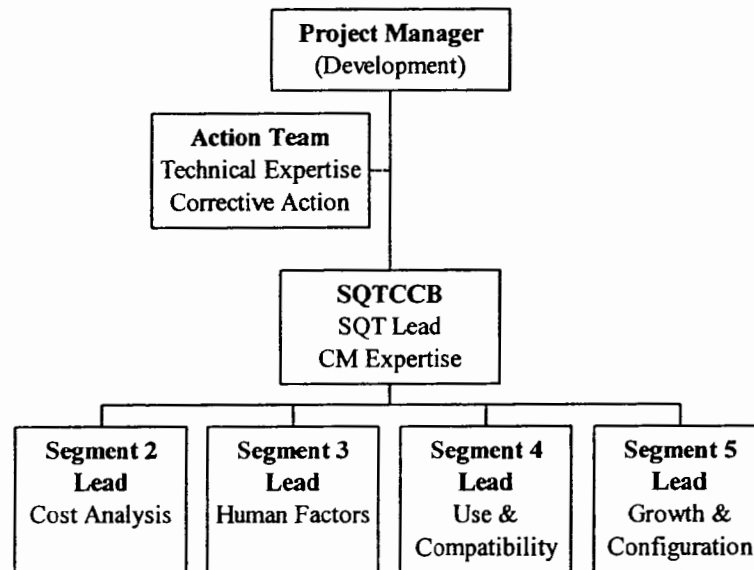 Project Manager
(Development)
Action Team
Technical Expertise
Corrective Action
SQTCCB
SQT Lead
CM Expertise
Segment 2
Lead
Cost Analysis
Segment 3
Lead
Human Factors
Segment 4
Lead
Use &
Compatibility
Segment 5
Lead
Growth &
Configuration